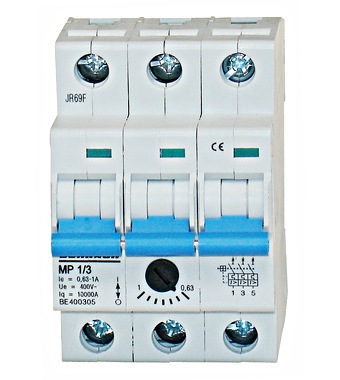 JR69F
CE
MP 1/3
Ie = 0,63-1A
Ue = 400V~
Iq = 10000A
BE400305
1 0,63
1 3 5